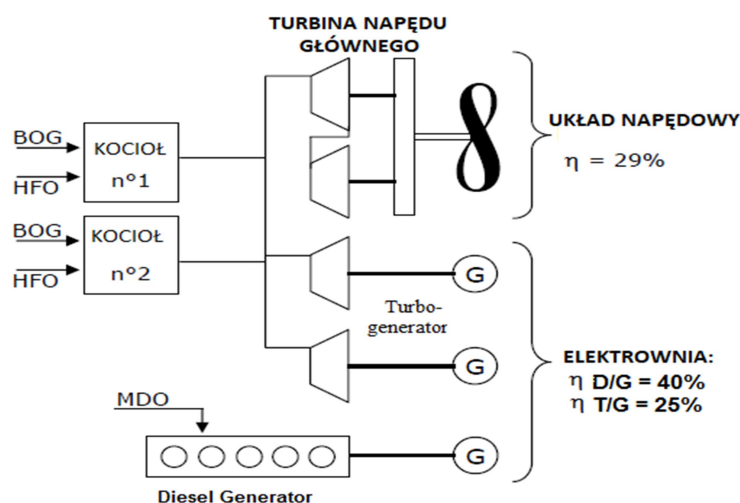 TURBINA NAPĘDU
GŁÓWNEGO
BOG
HFO
KOCIOŁ
n°1
BOG
HFO
KOCIOŁ
n°2
UKŁAD NAPĘDOWY
η = 29%
G
Turbo-
generator
G
ELEKTROWNIA:
η D/G = 40%
η T/G = 25%
MDO
G
Diesel Generator